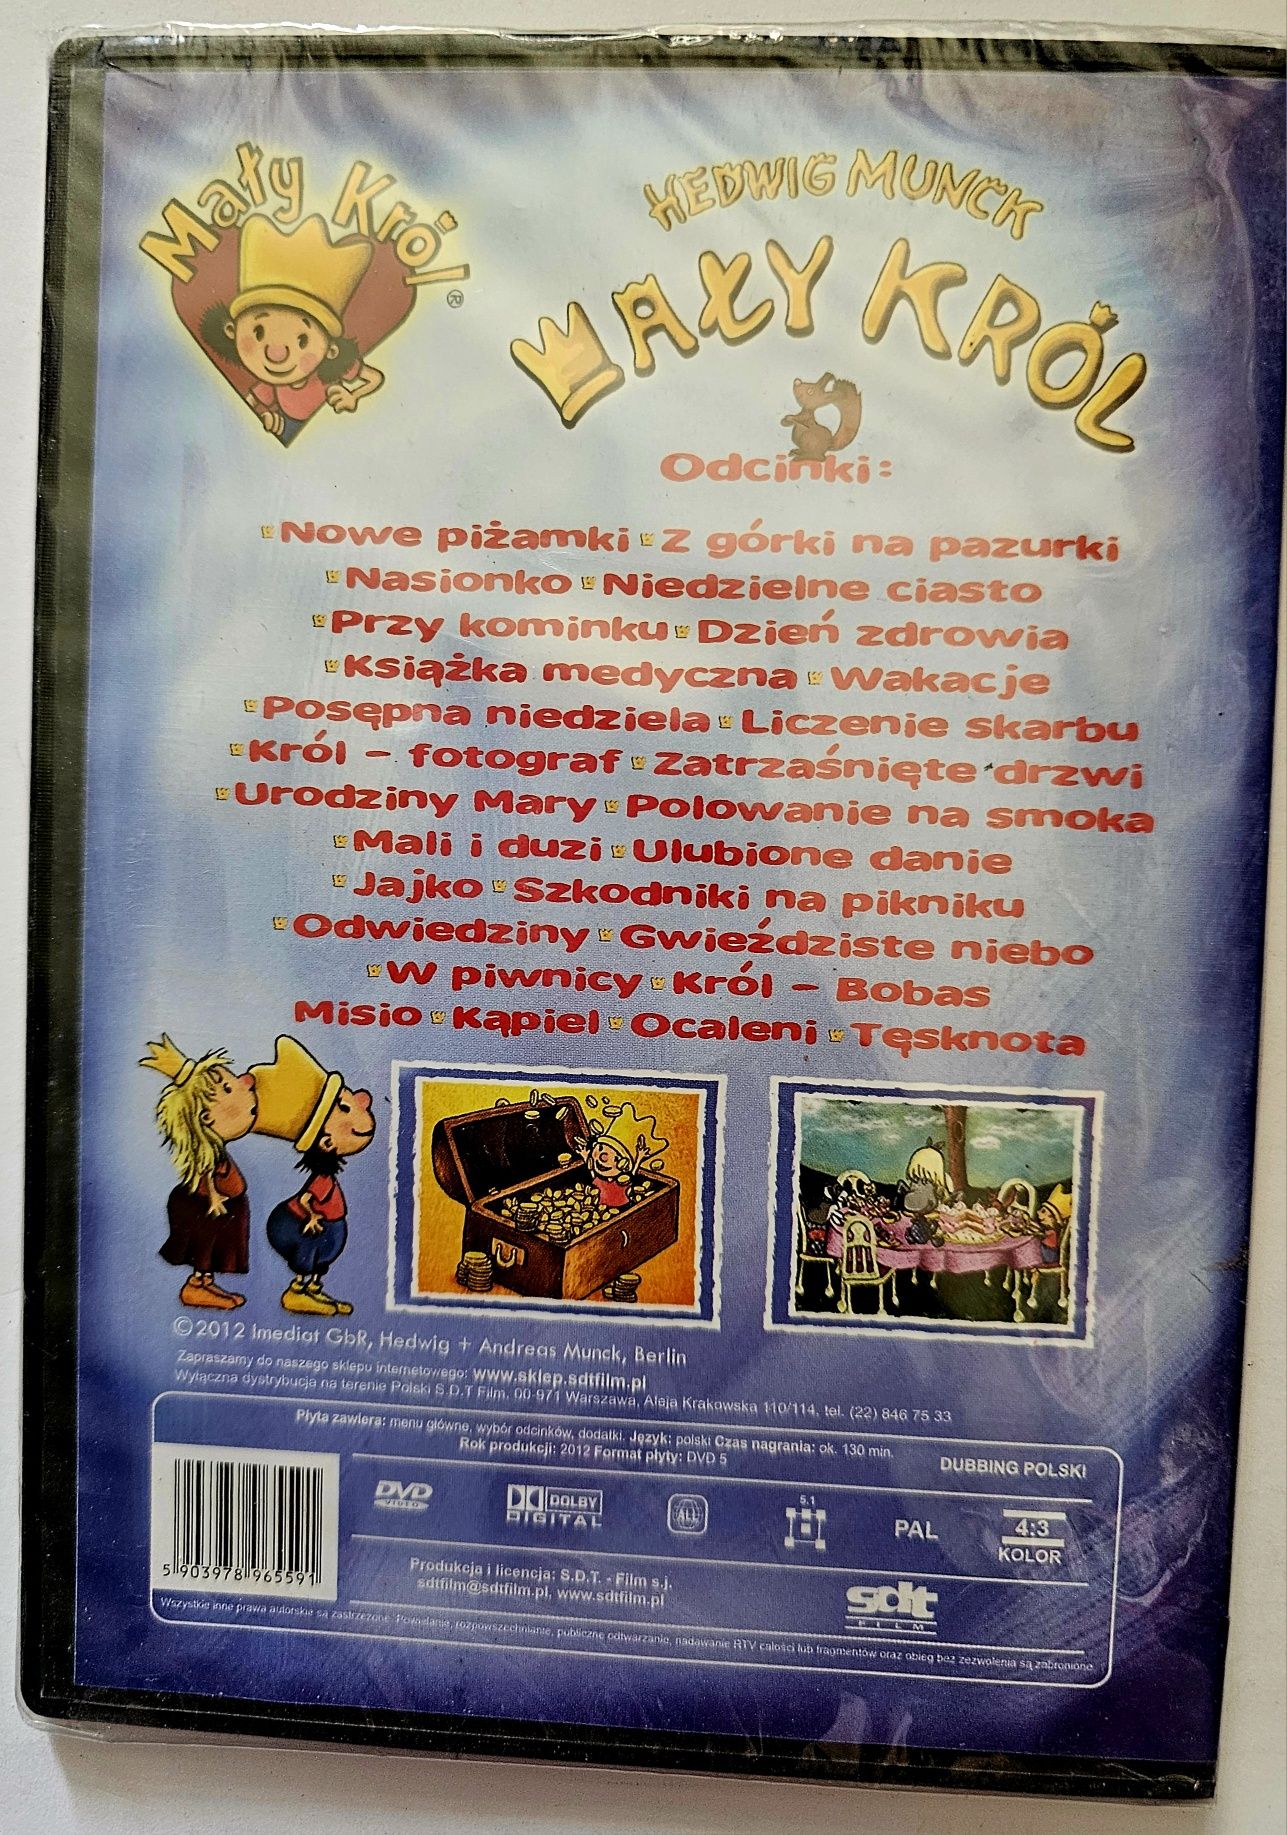 Mały Król
®
HEDWIG MUNCK
MAŁY KRÓL
Odcinki:
Nowe piżamki Z górki na pazurki
Nasionko Niedzielne ciasto
Przy kominku Dzień zdrowia
Książka medyczna Wakacje
Posępna niedziela Liczenie skarbu
Król - fotograf Zatrzaśnięte drzwi
Urodziny Mary Polowanie na smoka
Mali i duzi Ulubione danie
Jajko Szkodniki na pikniku
Odwiedziny Gwieździste niebo
W piwnicy Król - Bobas
Misio Kąpiel Ocaleni Tęsknota
©2012 Imediat GbR, Hedwig + Andreas Munck, Berlin
Zapraszamy do naszego sklepu internetowego: www.sklep.sdtfilm.pl
Wyłączna dystrybucja na terenie Polski S.D.T Film, 00-971 Warszawa, Aleja Krakowska 110/114, tel. (22) 846 75 33
Płyta zawiera: menu główne, wybór odcinków, dodatki. Język: polski Czas nagrania: ok. 130 min.
Rok produkcji: 2012 Format płyty: DVD 5
DUBBING POLSKI
DVD
VIDEO
DOLBY
DIGITAL
ALL
5.1
PAL
4:3
KOLOR
5 903978 965591
Produkcja i licencja: S.D.T. - Film s.j.
sdtfilm@sdtfilm.pl, www.sdtfilm.pl
sdt
FILM
Wszystkie inne prawa autorskie są zastrzeżone. Powielanie, rozpowszechnianie, publiczne odtwarzanie, nadawanie RTV całości lub fragmentów oraz obieg bez zezwolenia są zabronione